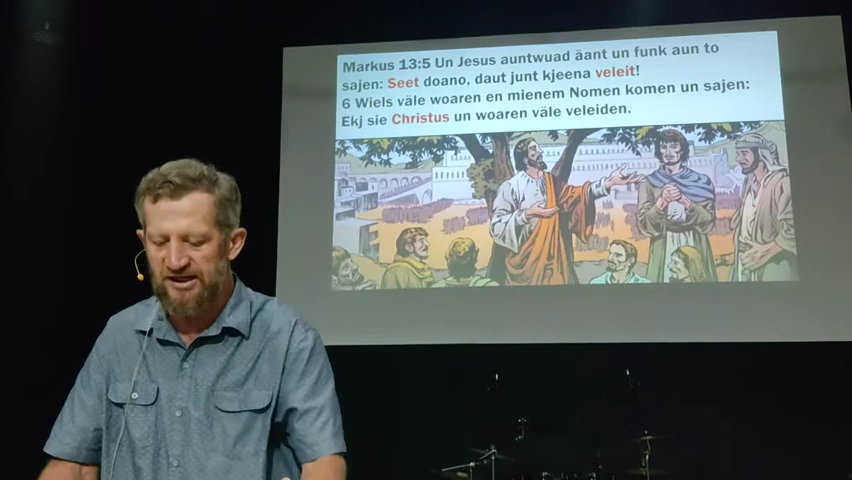 Markus 13:5 Un Jesus auntwuad äant un funk aun to
sajen: Seet doano, daut junt kjeena veleit!
6 Wiels väle woaren en mienem Nomen komen un sajen:
Ekj sie Christus un woaren väle veleiden.